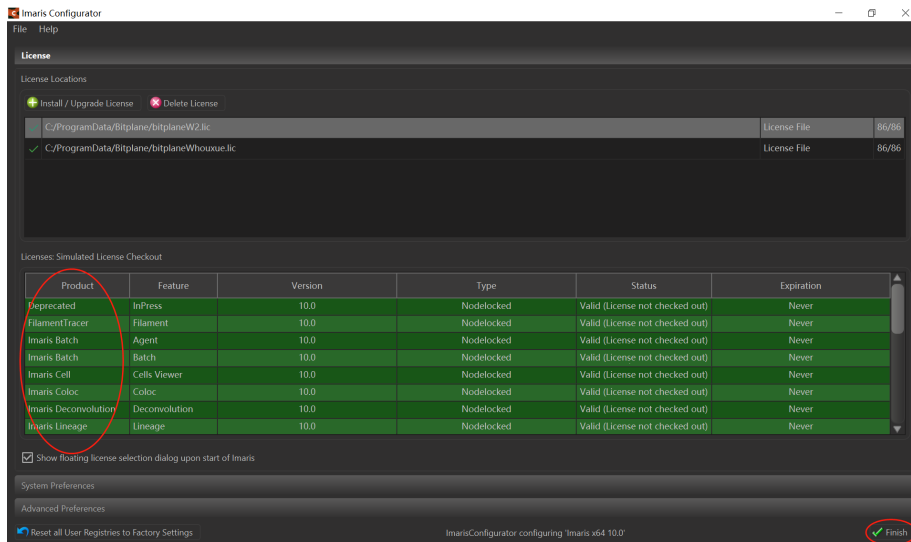 Imaris Configurator
File Help
License
License Locations
Install / Upgrade License Delete License
C:/ProgramData/Bitplane/bitplaneW2.lic License File 86/86
C:/ProgramData/Bitplane/bitplaneWhouxue.lic License File 86/86
Licenses: Simulated License Checkout
Product Feature Version Type Status Expiration
Deprecated InPress 10.0 Nodelocked Valid (License not checked out) Never
FilamentTracer Filament 10.0 Nodelocked Valid (License not checked out) Never
Imaris Batch Agent 10.0 Nodelocked Valid (License not checked out) Never
Imaris Batch Batch 10.0 Nodelocked Valid (License not checked out) Never
Imaris Cell Cells Viewer 10.0 Nodelocked Valid (License not checked out) Never
Imaris Coloc Coloc 10.0 Nodelocked Valid (License not checked out) Never
Imaris Deconvolution Deconvolution 10.0 Nodelocked Valid (License not checked out) Never
Imaris Lineage Lineage 10.0 Nodelocked Valid (License not checked out) Never
Show floating license selection dialog upon start of Imaris
System Preferences
Advanced Preferences
Reset all User Registries to Factory Settings ImarisConfigurator configuring 'Imaris x64 10.0' Finish